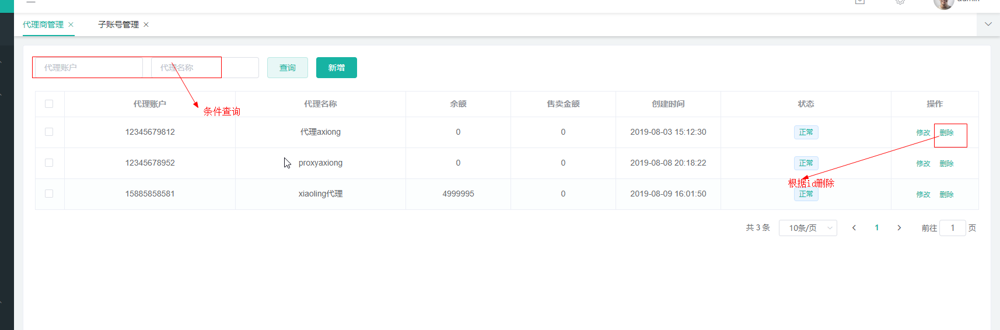 admin
代理商管理 子账号管理
代理账户 代理名称 查询 新增
条件查询
代理账户 代理名称 余额 售卖金额 创建时间 状态 操作
12345679812 代理axiong 0 0 2019-08-03 15:12:30 正常 修改 删除
12345678952 proxyaxiong 0 0 2019-08-08 20:18:22 正常 修改 删除
根据id删除
15885858581 xiaoling代理 4999995 0 2019-08-09 16:01:50 正常 修改 删除
共 3 条 10条/页 1 前往 1 页